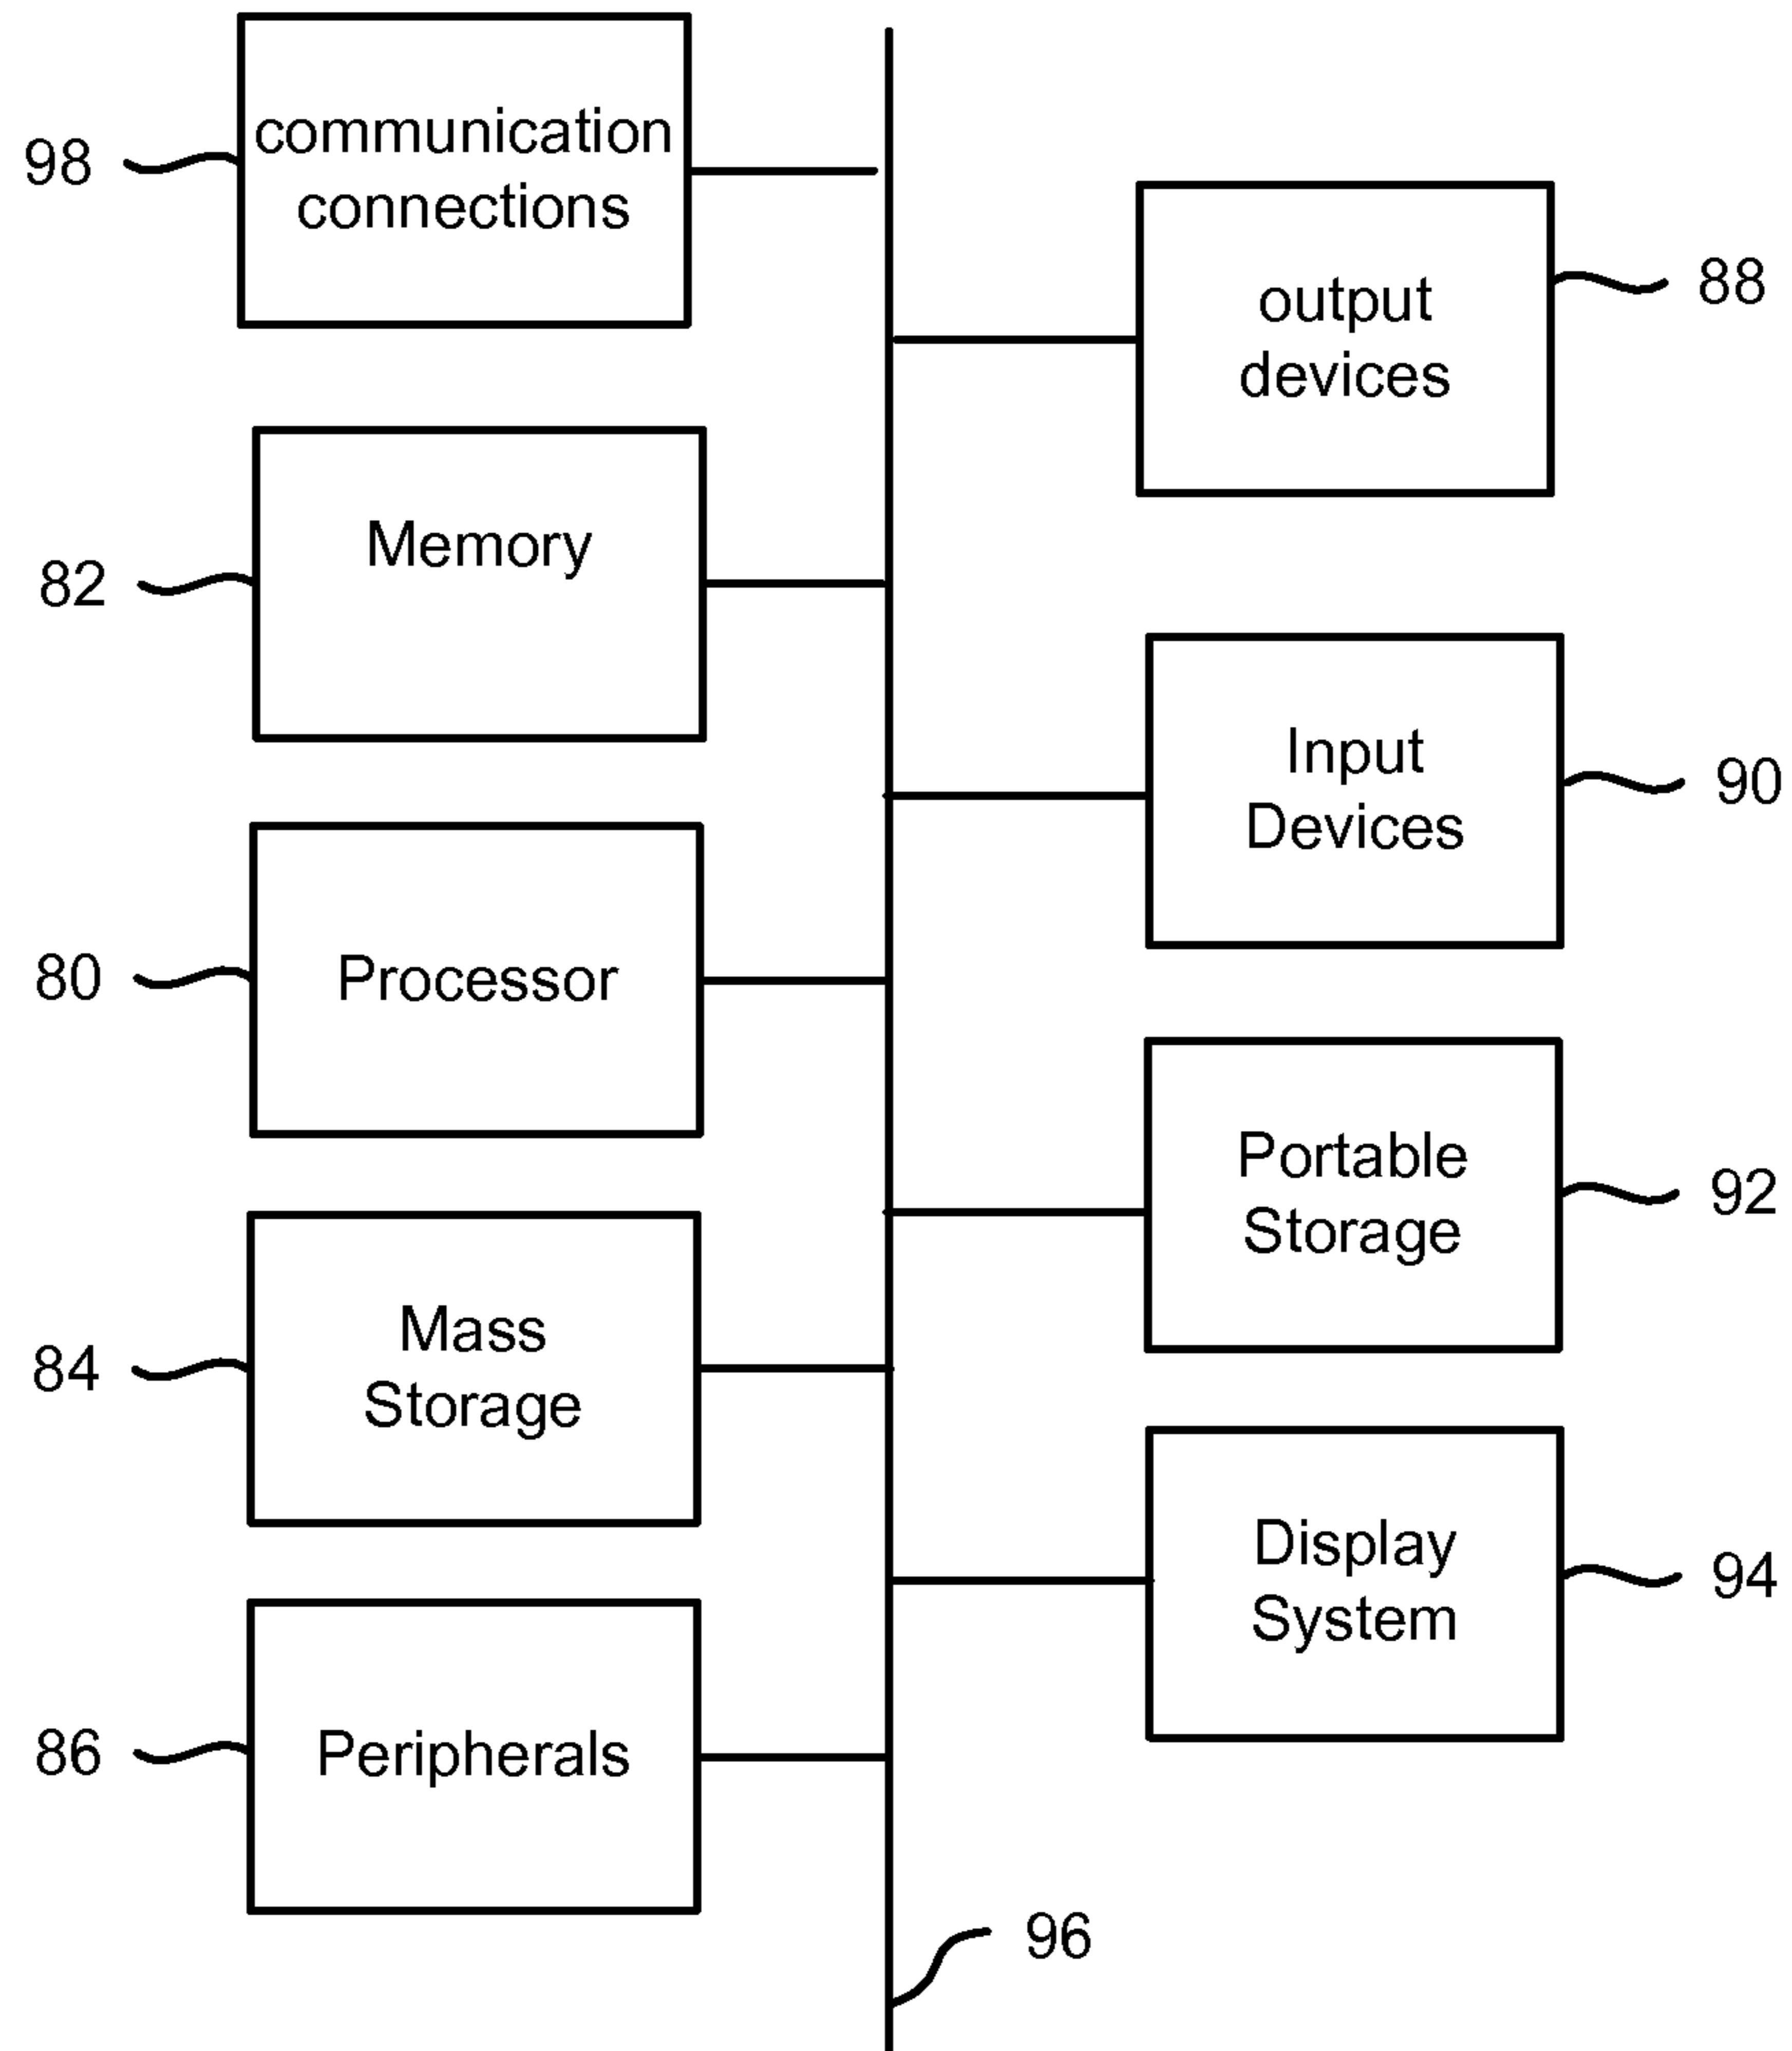 98
communication
connections
88
output
devices
82
Memory
90
Input
Devices
80
Processor
92
Portable
Storage
84
Mass
Storage
94
Display
System
86
Peripherals
96